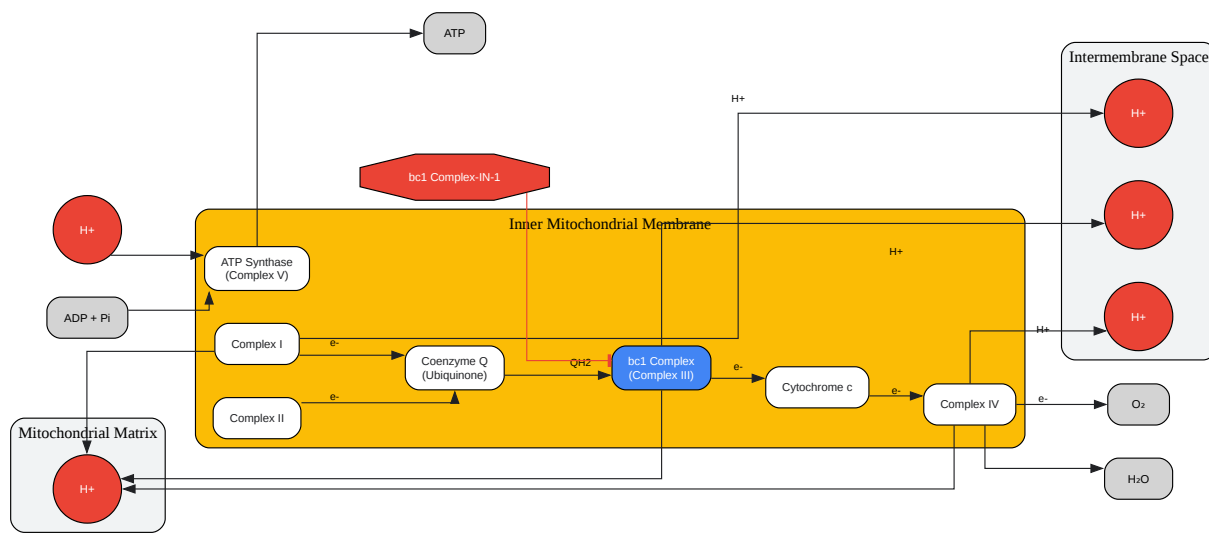 ATP
Intermembrane Space
H+
H+
bc1 Complex-IN-1
H+
Inner Mitochondrial Membrane
H+
H+
ATP Synthase
(Complex V)
H+
ADP + Pi
H+
H+
Complex I
e-
Coenzyme Q
(Ubiquinone)
QH2
bc1 Complex
(Complex III)
e-
Cytochrome c
e-
Complex IV
e-
O₂
Complex II
e-
Mitochondrial Matrix
H+
H₂O